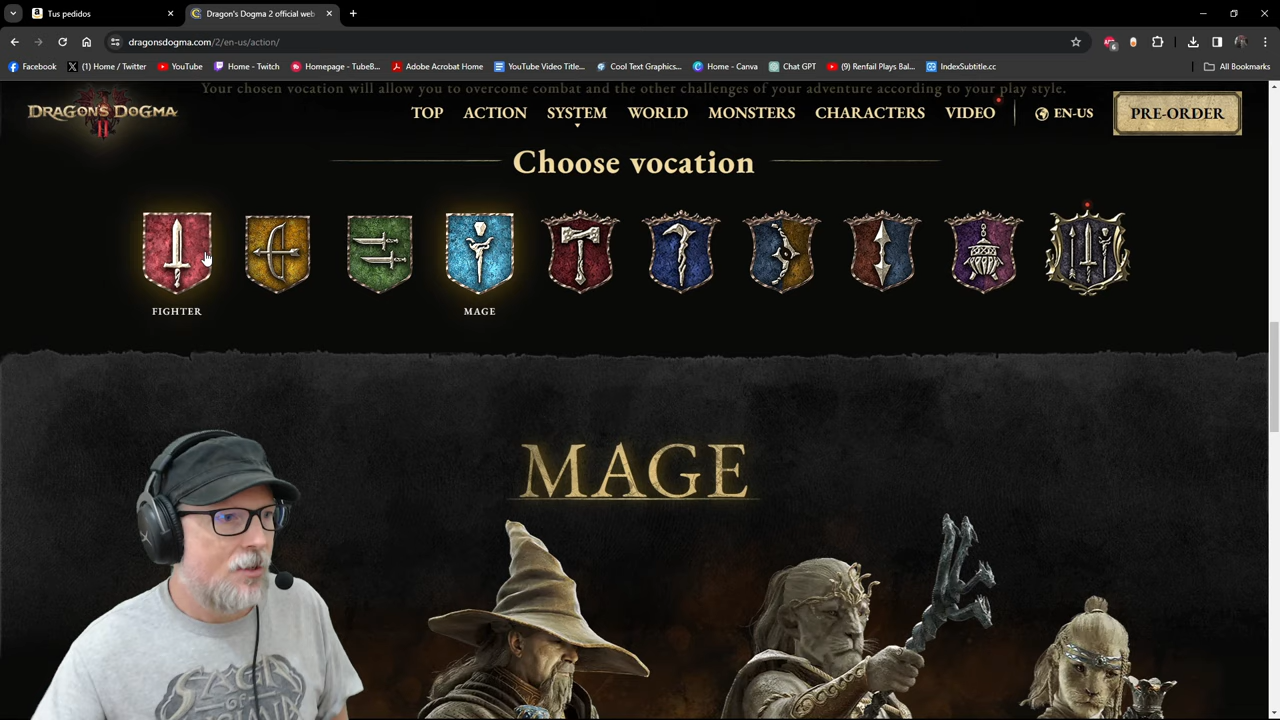 Tus pedidos
Dragon's Dogma 2 official web
dragonsdogma.com/2/en-us/action/
Facebook
(1) Home / Twitter
YouTube
Home - Twitch
Homepage - TubeB...
Adobe Acrobat Home
YouTube Video Title...
Cool Text Graphics...
Home - Canva
Chat GPT
(9) Renfail Plays Bal...
IndexSubtitle.cc
All Bookmarks
Your chosen vocation will allow you to overcome combat and the other challenges of your adventure according to your play style.
DRAGON'S DOGMA
II
TOP
ACTION
SYSTEM
WORLD
MONSTERS
CHARACTERS
VIDEO
EN-US
PRE-ORDER
Choose vocation
FIGHTER
MAGE
MAGE